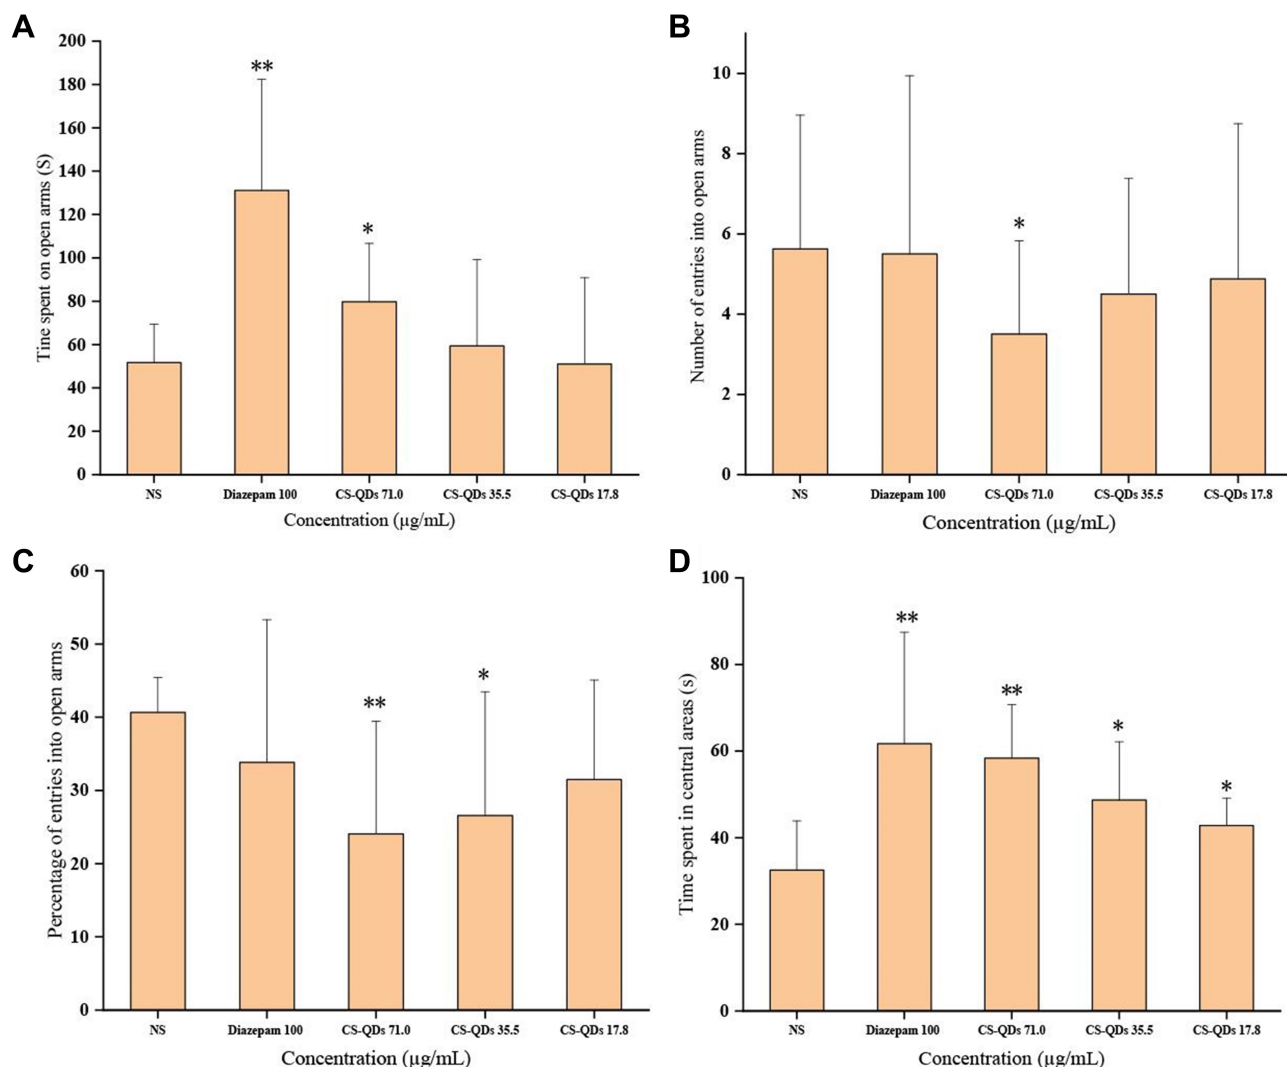 A
Tine spent on open arms (S)
200
180
160
140
120
100
80
60
40
20
0
**
*
NS Diazepam 100 CS-QDs 71.0 CS-QDs 35.5 CS-QDs 17.8
Concentration (µg/mL)
B
Number of entries into open arms
10
8
6
4
2
0
*
NS Diazepam 100 CS-QDs 71.0 CS-QDs 35.5 CS-QDs 17.8
Concentration (µg/mL)
C
Percentage of entries into open arms
60
50
40
30
20
10
0
**
*
NS Diazepam 100 CS-QDs 71.0 CS-QDs 35.5 CS-QDs 17.8
Concentration (µg/mL)
D
Time spent in central areas (s)
100
80
60
40
20
0
**
**
*
*
NS Diazepam 100 CS-QDs 71.0 CS-QDs 35.5 CS-QDs 17.8
Concentration (µg/mL)